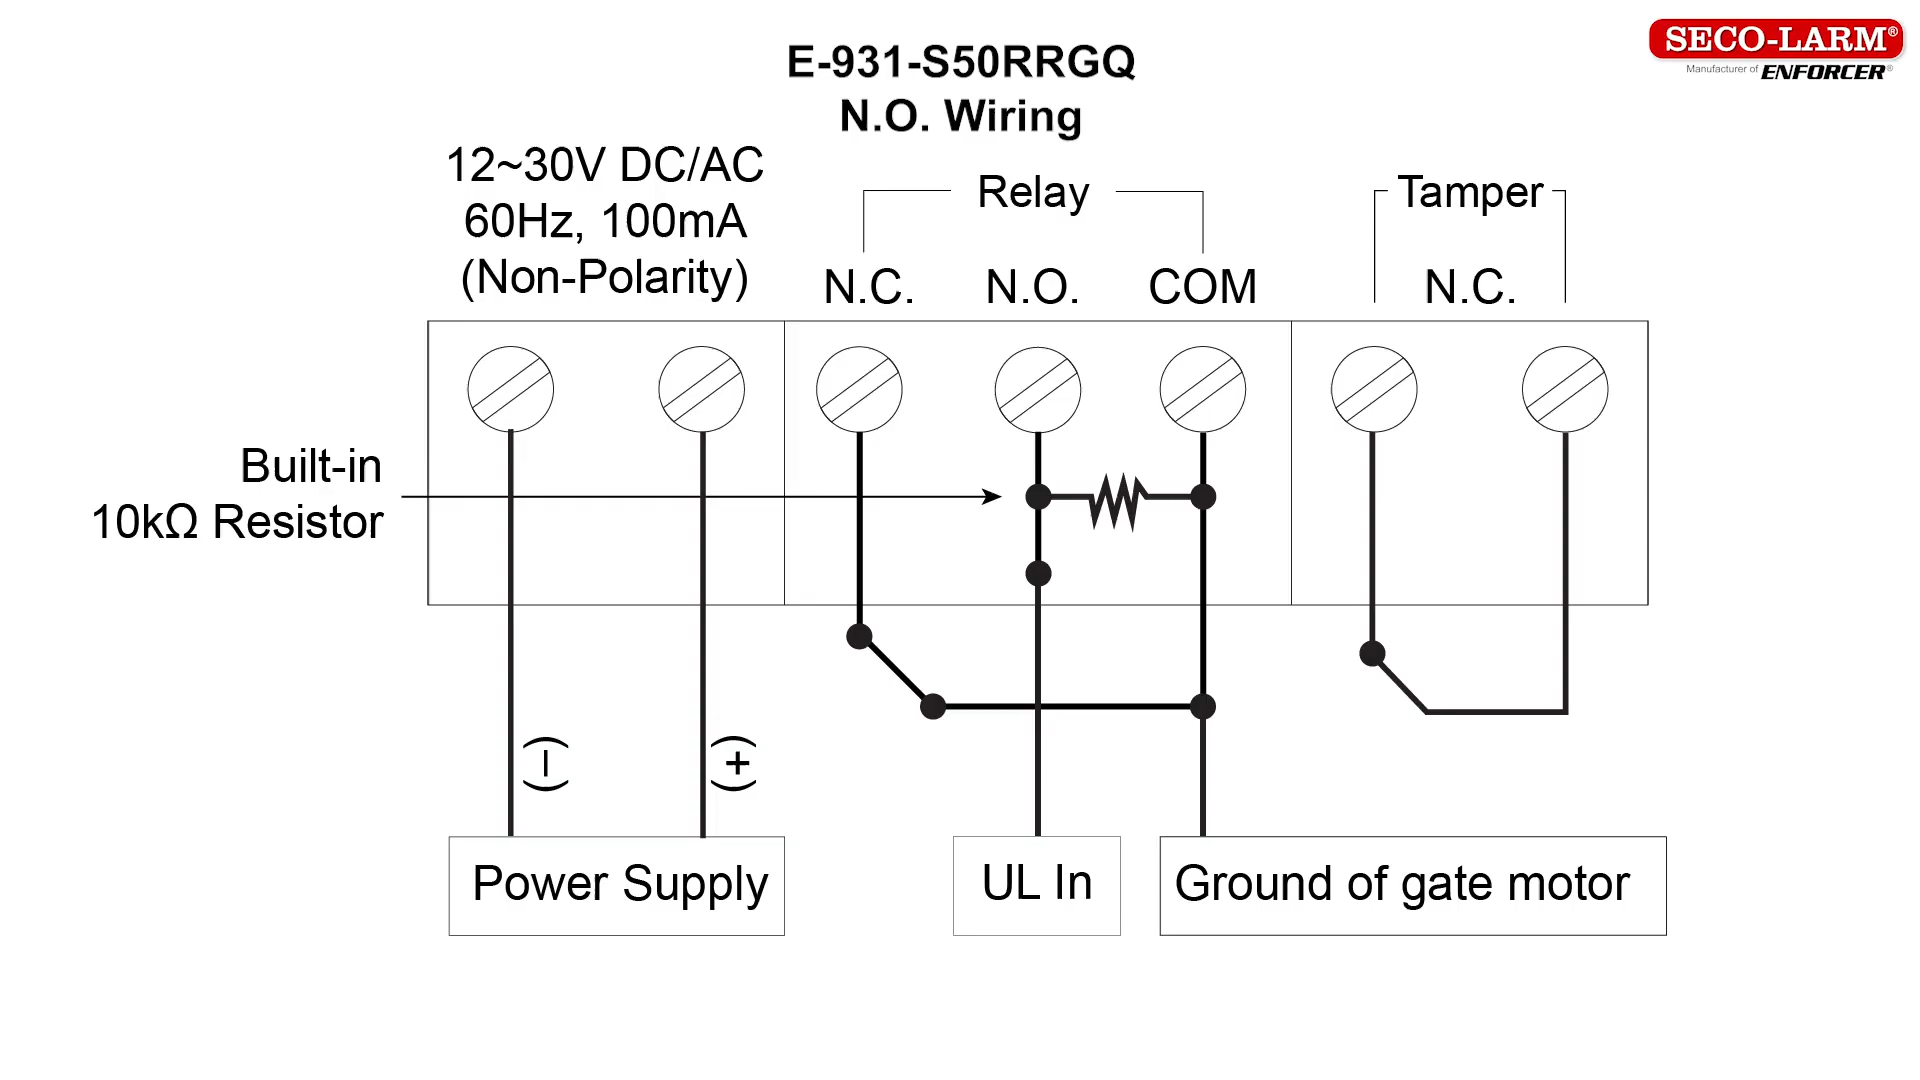 SECO-LARM®
Manufacturer of ENFORCER®
E-931-S50RRGQ
N.O. Wiring
12~30V DC/AC
60Hz, 100mA
(Non-Polarity)
Relay
N.C. N.O. COM
Tamper
N.C.
Built-in
10kΩ Resistor
(–)
(+)
Power Supply
UL In
Ground of gate motor